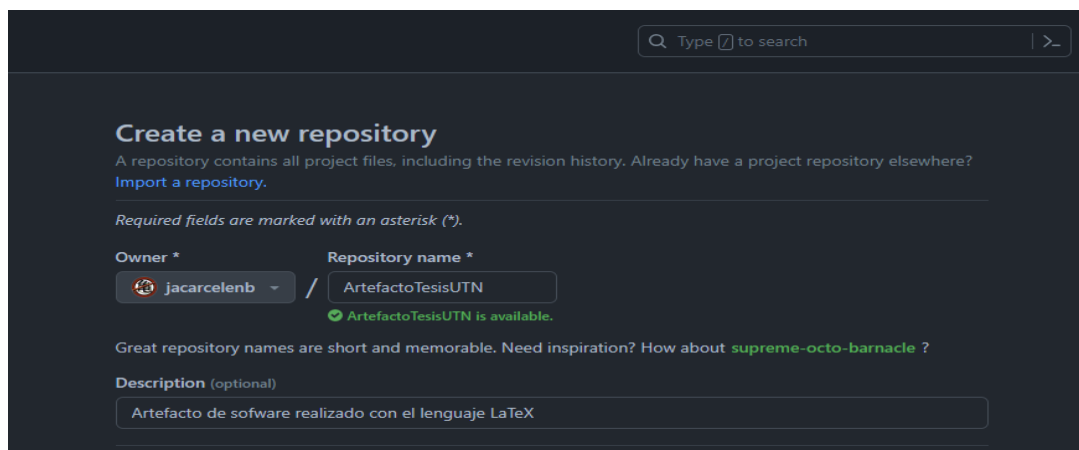 Type / to search
Create a new repository
A repository contains all project files, including the revision history. Already have a project repository elsewhere?
Import a repository.
Required fields are marked with an asterisk (*).
Owner * Repository name *
jacarcelenb / ArtefactoTesisUTN
ArtefactoTesisUTN is available.
Great repository names are short and memorable. Need inspiration? How about supreme-octo-barnacle ?
Description (optional)
Artefacto de sofware realizado con el lenguaje LaTeX